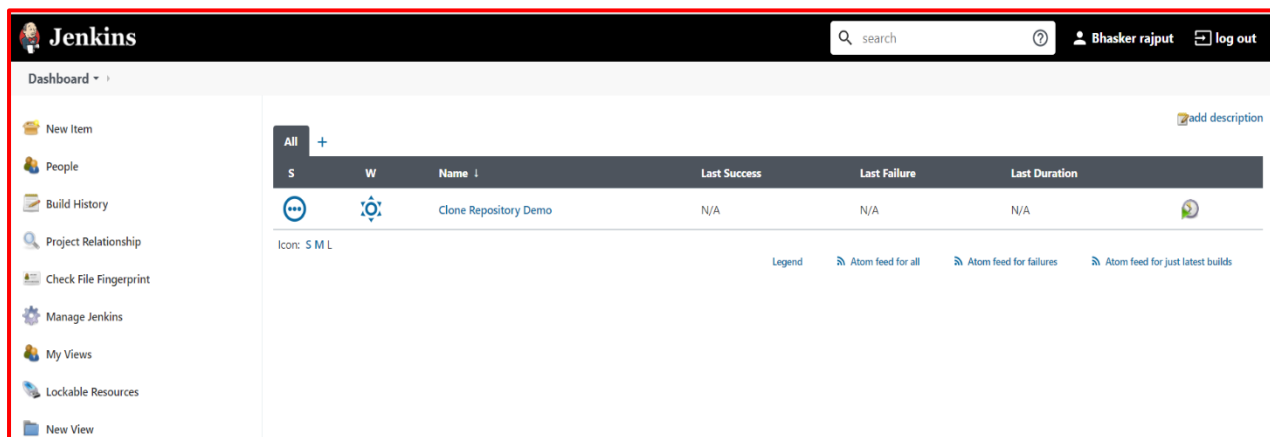 Jenkins
search
Bhasker rajput
log out
Dashboard
New Item
People
Build History
Project Relationship
Check File Fingerprint
Manage Jenkins
My Views
Lockable Resources
New View
add description
All +
S W Name ↓ Last Success Last Failure Last Duration
Clone Repository Demo N/A N/A N/A
Icon: S M L
Legend Atom feed for all Atom feed for failures Atom feed for just latest builds